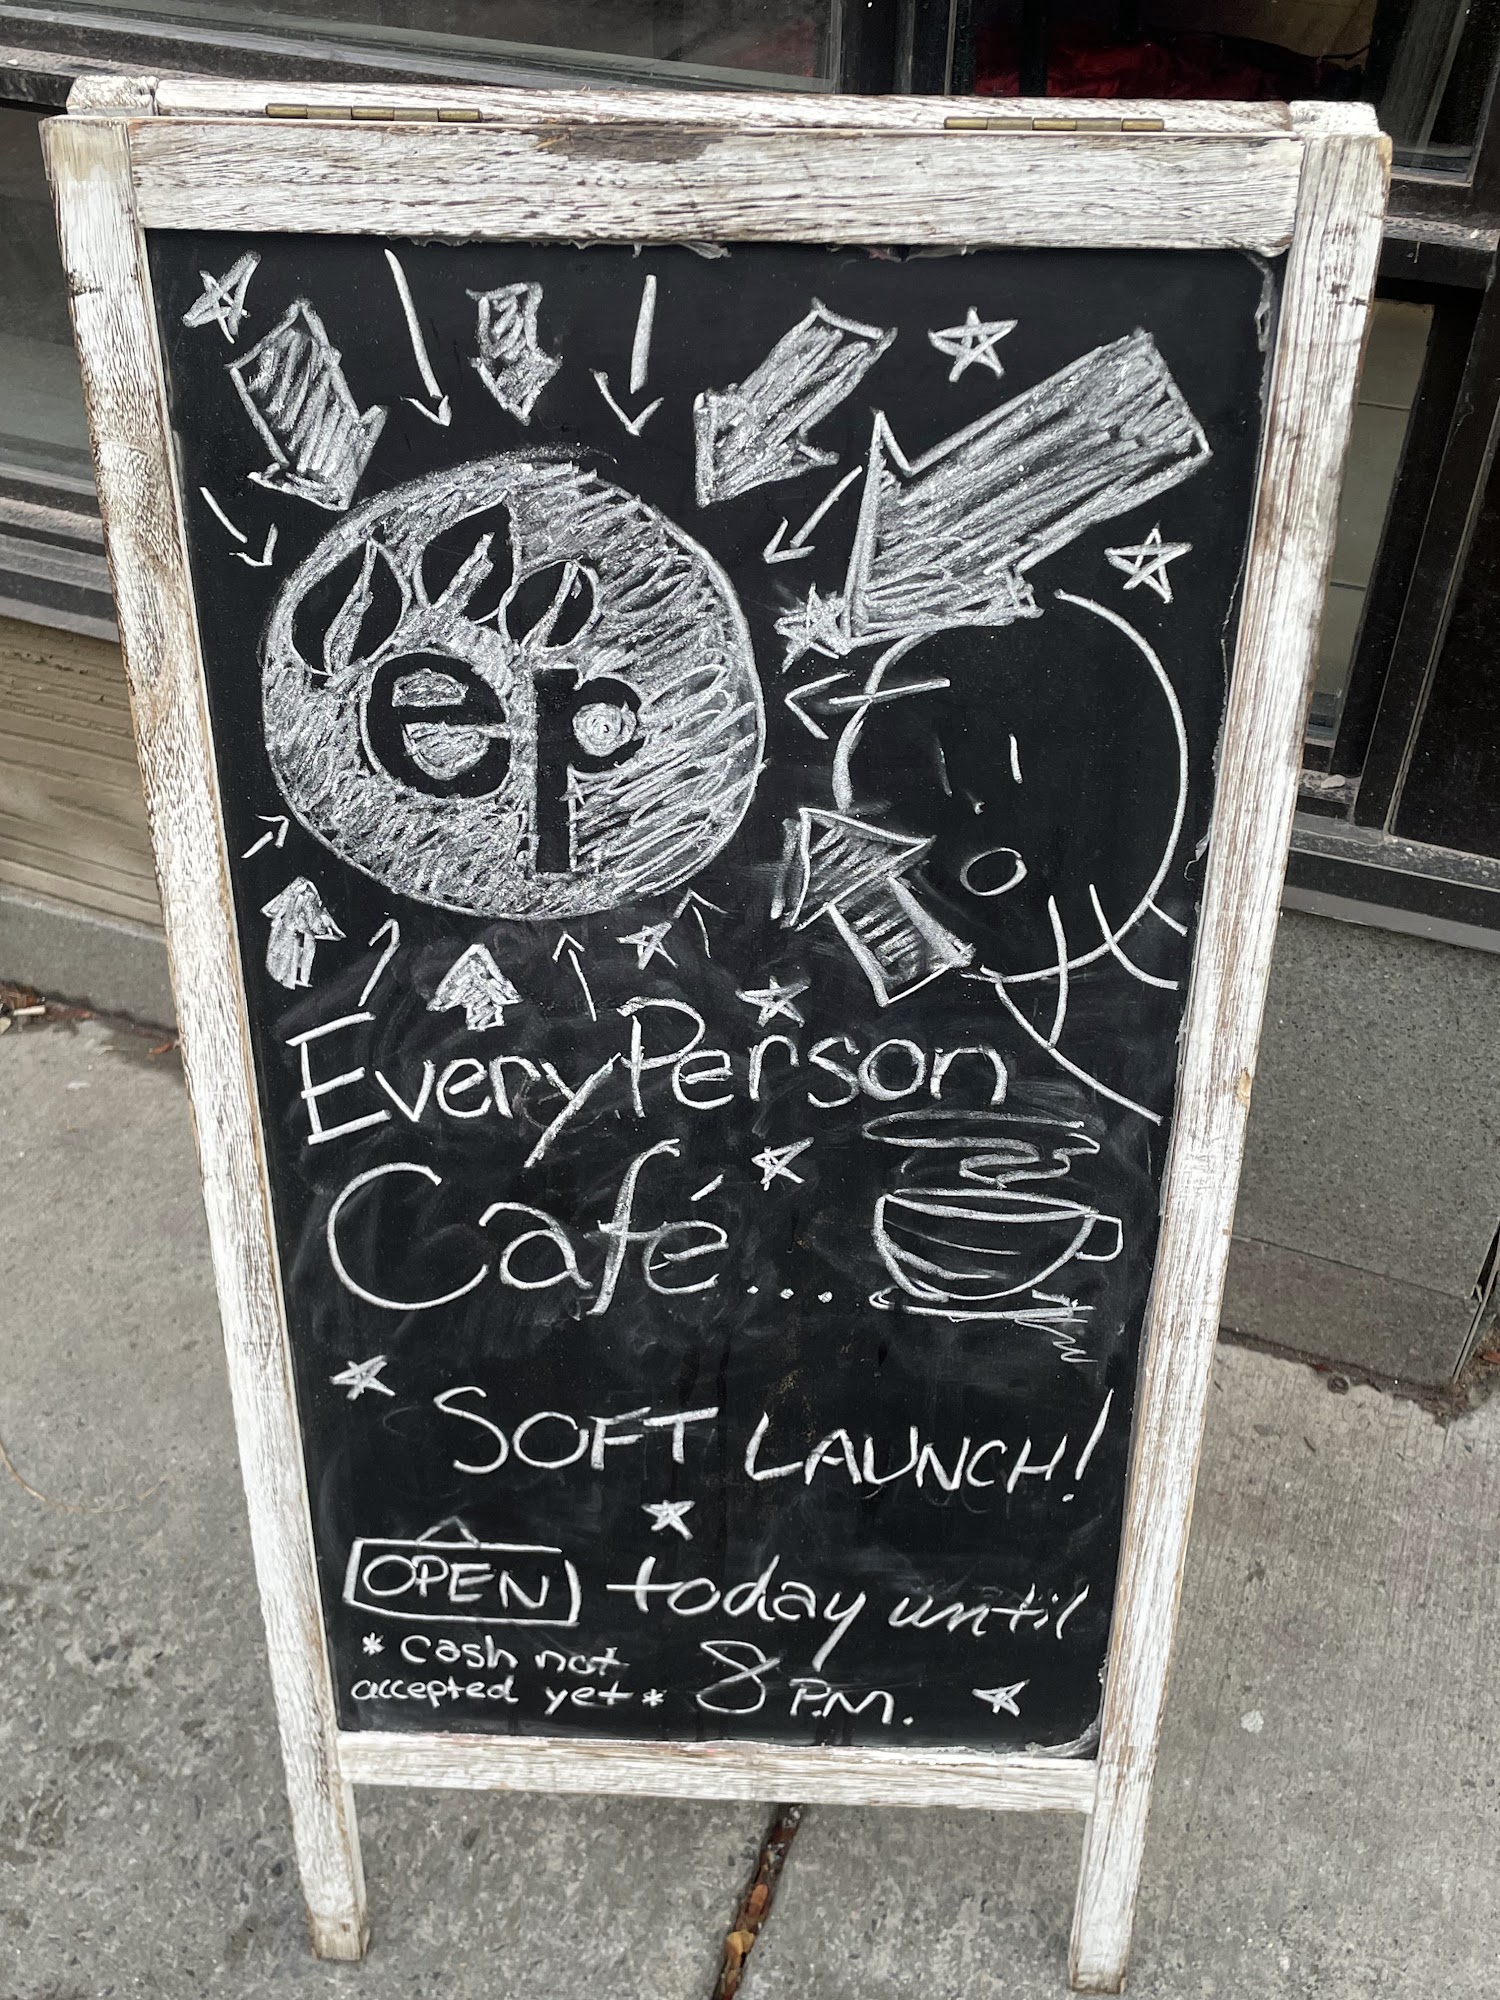 ep
EveryPerson
Café...
SOFT LAUNCH!
OPEN today until
8 P.M.
* cash not
accepted yet *